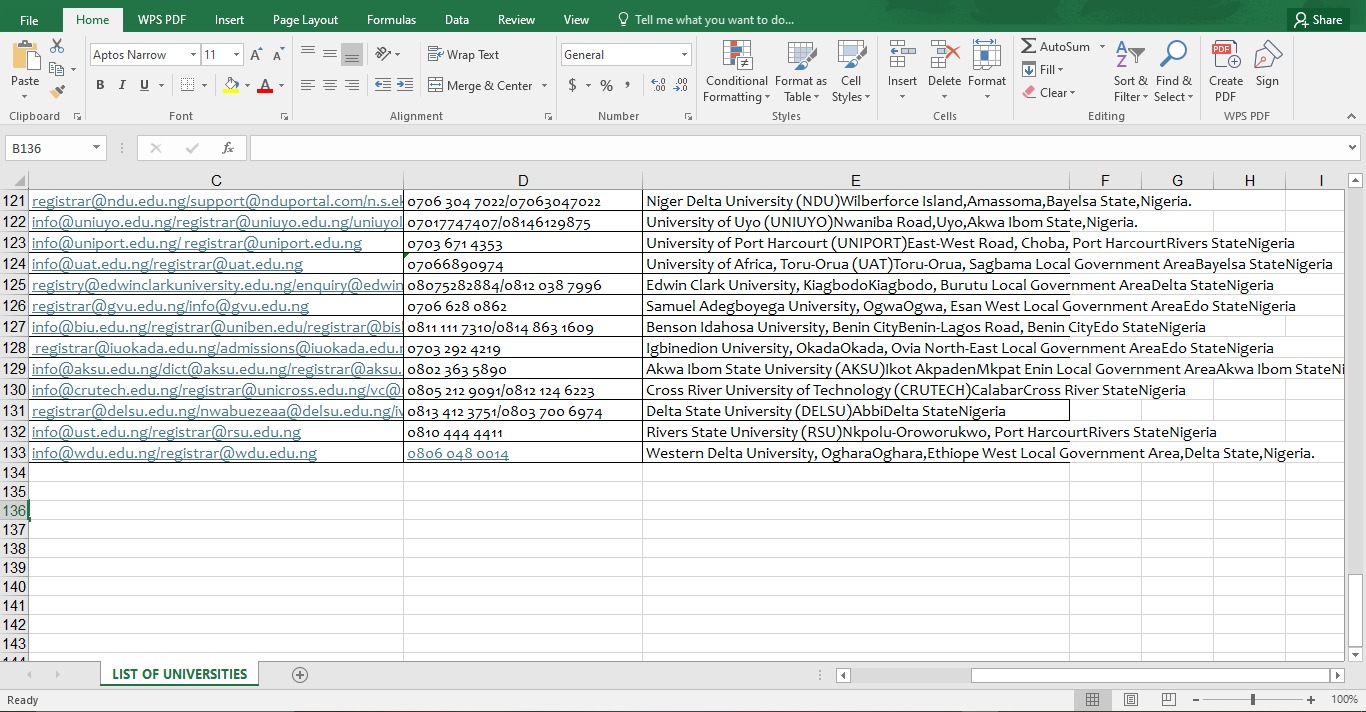 File Home WPS PDF Insert Page Layout Formulas Data Review View Tell me what you want to do... Share
Paste
Clipboard
Aptos Narrow 11
B I U
Font
Wrap Text
Merge & Center
Alignment
General
$ % ,
Number
Conditional Formatting
Format as Table
Cell Styles
Styles
Insert Delete Format
Cells
AutoSum
Fill
Clear
Sort & Filter
Find & Select
Editing
Create PDF
Sign
WPS PDF
B136 fx
C D E F G H I
121 registrar@ndu.edu.ng/support@nduportal.com/n.s.ek 0706 304 7022/07063047022 Niger Delta University (NDU)Wilberforce Island,Amassoma,Bayelsa State,Nigeria.
122 info@uniuyo.edu.ng/registrar@uniuyo.edu.ng/uniuyol 07017747407/08146129875 University of Uyo (UNIUYO)Nwaniba Road,Uyo,Akwa Ibom State,Nigeria.
123 info@uniport.edu.ng/ registrar@uniport.edu.ng 0703 671 4353 University of Port Harcourt (UNIPORT)East-West Road, Choba, Port HarcourtRivers StateNigeria
124 info@uat.edu.ng/registrar@uat.edu.ng 07066890974 University of Africa, Toru-Orua (UAT)Toru-Orua, Sagbama Local Government AreaBayelsa StateNigeria
125 registry@edwinclarkuniversity.edu.ng/enquiry@edwin 08075282884/0812 038 7996 Edwin Clark University, KiagbodoKiagbodo, Burutu Local Government AreaDelta StateNigeria
126 registrar@gvu.edu.ng/info@gvu.edu.ng 0706 628 0862 Samuel Adegboyega University, OgwaOgwa, Esan West Local Government AreaEdo StateNigeria
127 info@biu.edu.ng/registrar@uniben.edu/registrar@bis 0811 111 7310/0814 863 1609 Benson Idahosa University, Benin CityBenin-Lagos Road, Benin CityEdo StateNigeria
128 registrar@iuokada.edu.ng/admissions@iuokada.edu.r 0703 292 4219 Igbinedion University, OkadaOkada, Ovia North-East Local Government AreaEdo StateNigeria
129 info@aksu.edu.ng/dict@aksu.edu.ng/registrar@aksu. 0802 363 5890 Akwa Ibom State University (AKSU)Ikot AkpadenMkpat Enin Local Government AreaAkwa Ibom StateNi
130 info@crutech.edu.ng/registrar@unicross.edu.ng/vc@ 0805 212 9091/0812 124 6223 Cross River University of Technology (CRUTECH)CalabarCross River StateNigeria
131 registrar@delsu.edu.ng/nwabuezeaa@delsu.edu.ng/iv 0813 412 3751/0803 700 6974 Delta State University (DELSU)AbbiDelta StateNigeria
132 info@ust.edu.ng/registrar@rsu.edu.ng 0810 444 4411 Rivers State University (RSU)Nkpolu-Oroworukwo, Port HarcourtRivers StateNigeria
133 info@wdu.edu.ng/registrar@wdu.edu.ng 0806 048 0014 Western Delta University, OgharaOghara,Ethiope West Local Government Area,Delta State,Nigeria.
134
135
136
137
138
139
140
141
142
143
LIST OF UNIVERSITIES
Ready 100%